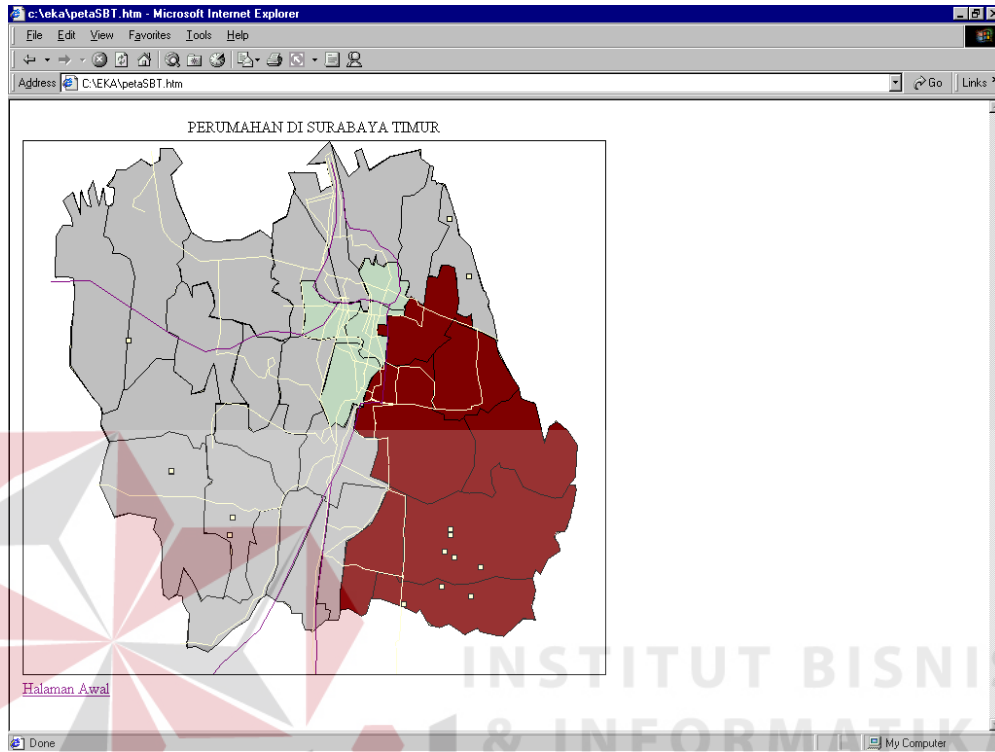 c:\eka\petaSBT.htm - Microsoft Internet Explorer
File Edit View Favorites Tools Help
Address C:\EKA\petaSBT.htm Go Links
PERUMAHAN DI SURABAYA TIMUR
Halaman Awal
INSTITUT BISNIS
& INFORMATIK
Done My Computer